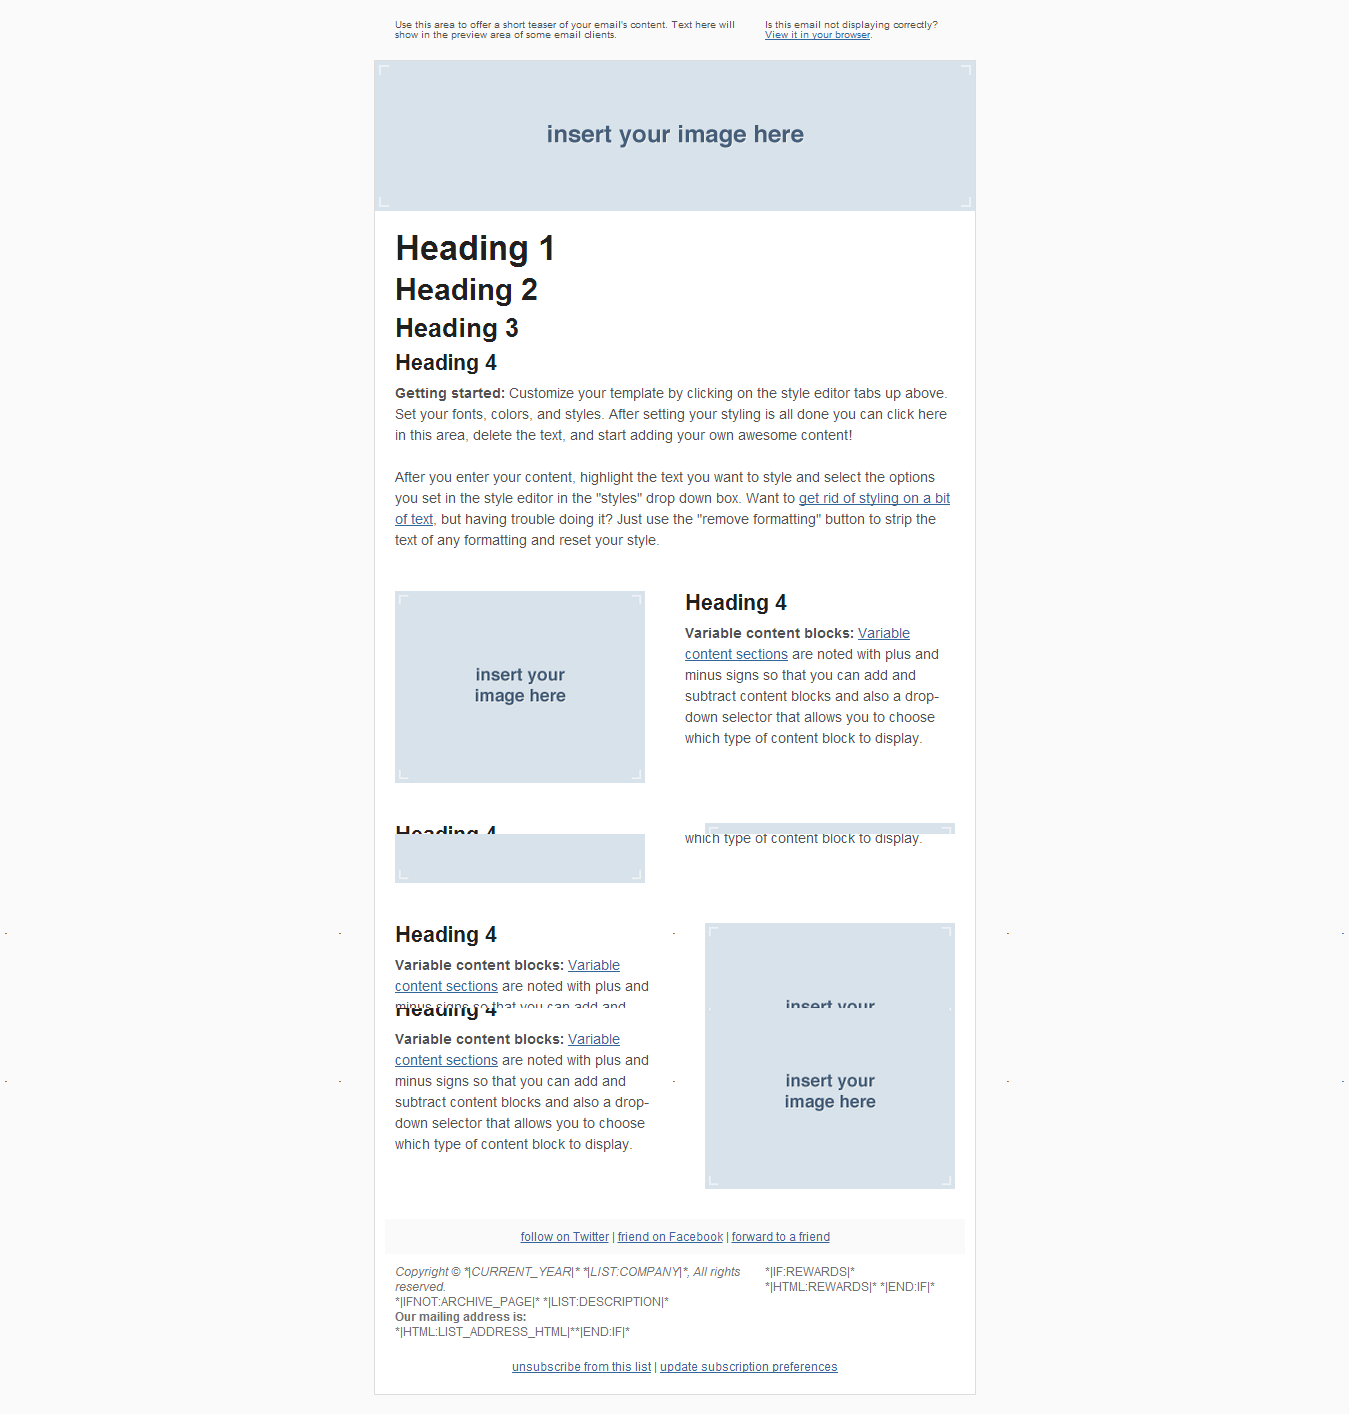 Use this area to offer a short teaser of your email's content. Text here will
show in the preview area of some email clients.
Is this email not displaying correctly?
View it in your browser.
insert your image here
Heading 1
Heading 2
Heading 3
Heading 4
Getting started: Customize your template by clicking on the style editor tabs up above.
Set your fonts, colors, and styles. After setting your styling is all done you can click here
in this area, delete the text, and start adding your own awesome content!
After you enter your content, highlight the text you want to style and select the options
you set in the style editor in the "styles" drop down box. Want to get rid of styling on a bit
of text, but having trouble doing it? Just use the "remove formatting" button to strip the
text of any formatting and reset your style.
insert your
image here
Heading 4
Variable content blocks: Variable
content sections are noted with plus and
minus signs so that you can add and
subtract content blocks and also a drop-
down selector that allows you to choose
which type of content block to display.
Heading 4
which type of content block to display.
Heading 4
Variable content blocks: Variable
content sections are noted with plus and
minus signs so that you can add and
insert your
Heading 4
Variable content blocks: Variable
content sections are noted with plus and
minus signs so that you can add and
subtract content blocks and also a drop-
down selector that allows you to choose
which type of content block to display.
insert your
image here
follow on Twitter | friend on Facebook | forward to a friend
Copyright © *|CURRENT_YEAR|* *|LIST:COMPANY|*, All rights
reserved.
*|IFNOT:ARCHIVE_PAGE|* *|LIST:DESCRIPTION|*
Our mailing address is:
*|HTML:LIST_ADDRESS_HTML|**|END:IF|*
*|IF:REWARDS|*
*|HTML:REWARDS|* *|END:IF|*
unsubscribe from this list | update subscription preferences